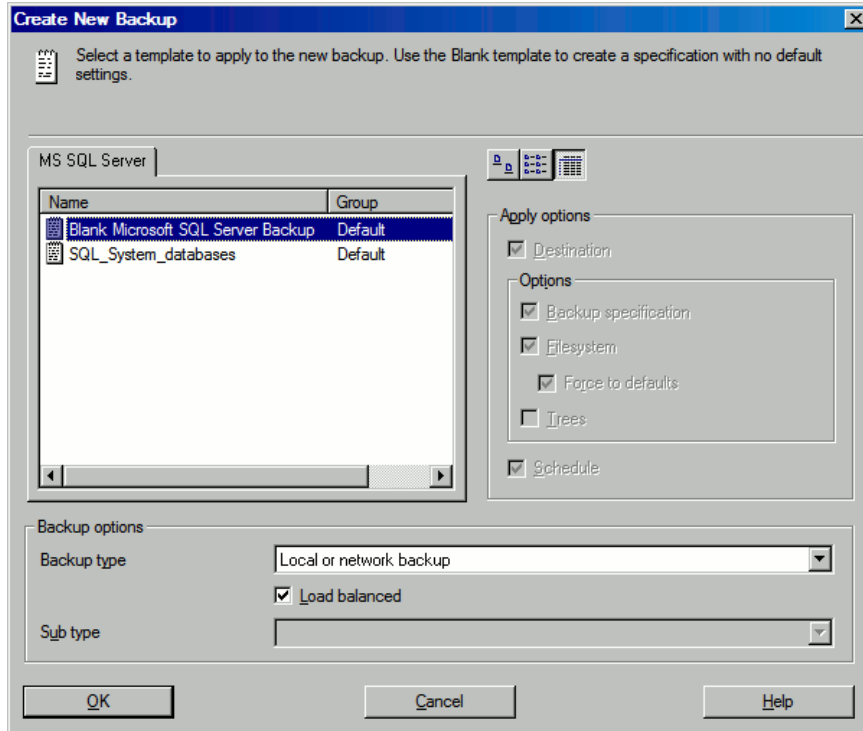 Create New Backup
Select a template to apply to the new backup. Use the Blank template to create a specification with no default
settings.
MS SQL Server
Name Group
Blank Microsoft SQL Server Backup Default
SQL_System_databases Default
Apply options
Destination
Options
Backup specification
Filesystem
Force to defaults
Trees
Schedule
Backup options
Backup type Local or network backup
Load balanced
Sub type
OK Cancel Help